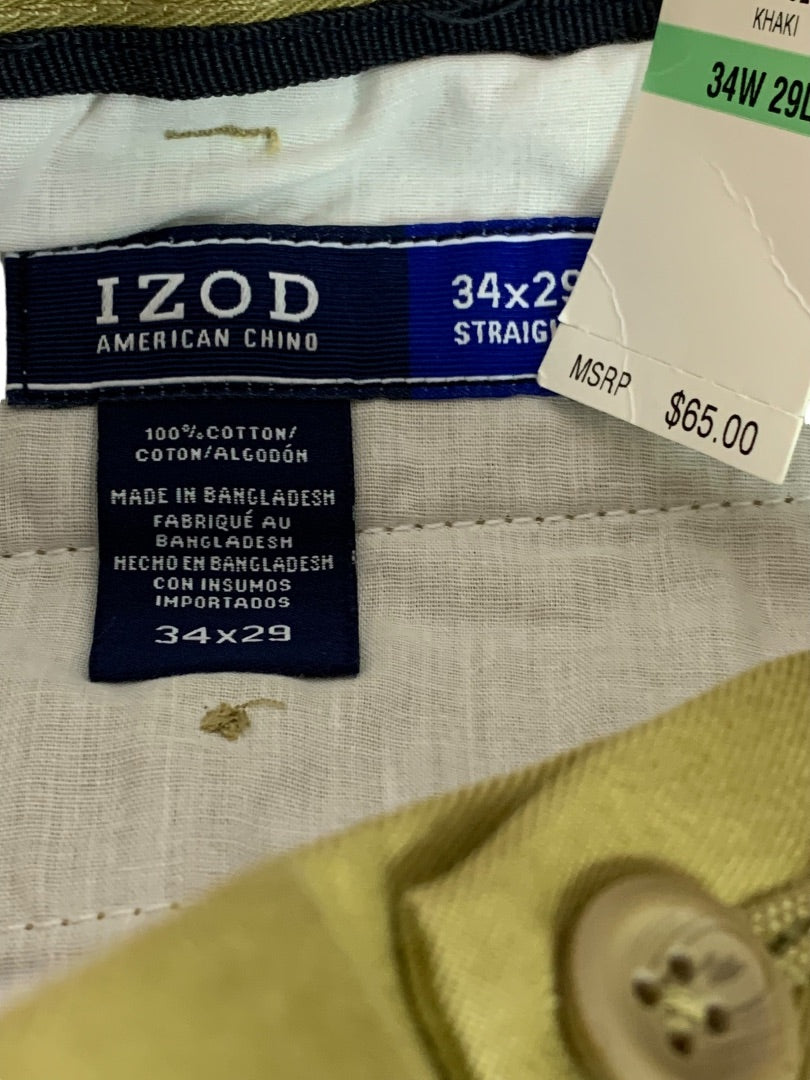 KHAKI
34W 29L
IZOD
AMERICAN CHINO
34x29
MSRP
$65.00
100% COTTON/
COTON/ALGODÓN
MADE IN BANGLADESH
FABRIQUÉ AU
BANGLADESH
HECHO EN BANGLADESH
CON INSUMOS
IMPORTADOS
34x29